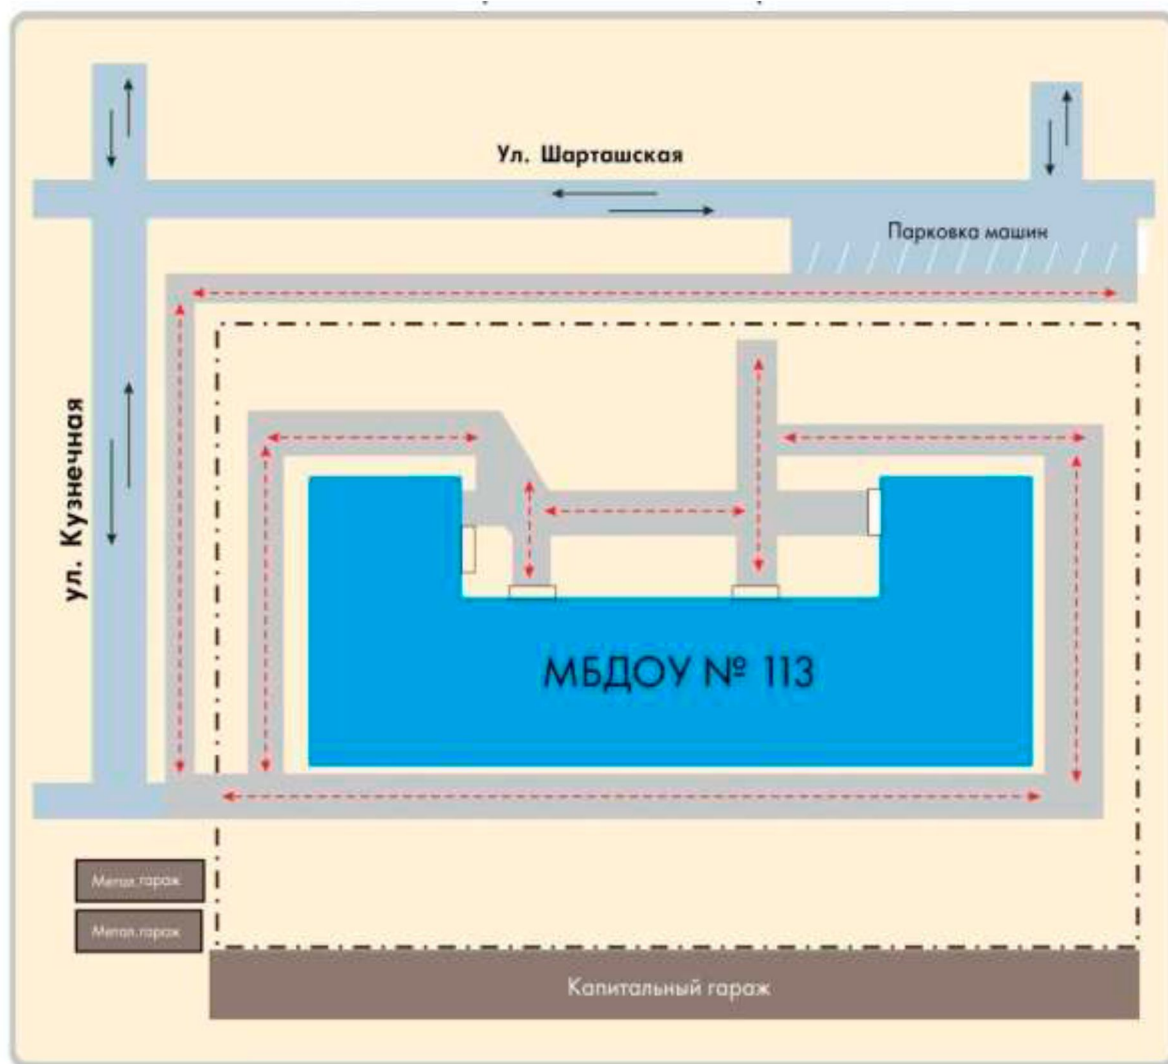 Ул. Шарташская
Парковка машин
ул. Кузнечная
МБДОУ № 113
Метал.гараж
Метал.гараж
Капитальный гараж